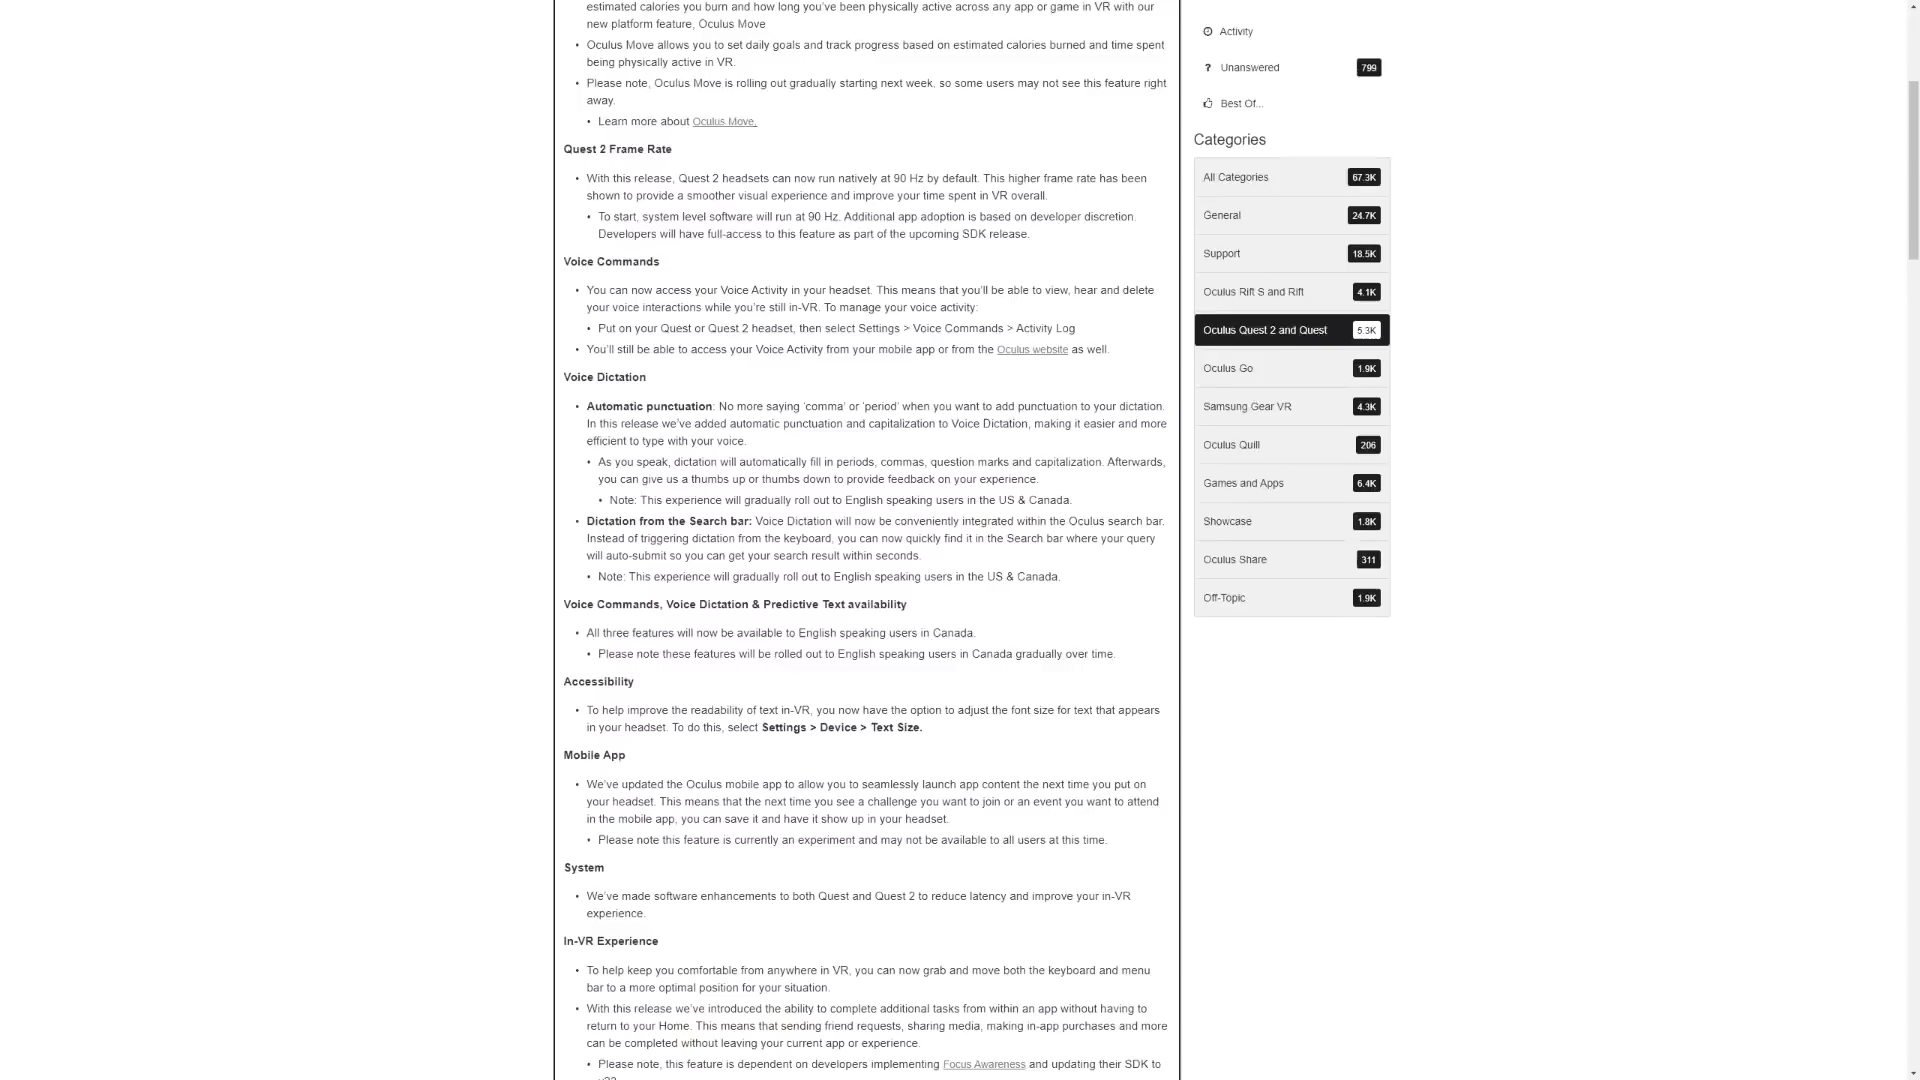 estimated calories you burn and how long you've been physically active across any app or game in VR with our
new platform feature, Oculus Move
• Oculus Move allows you to set daily goals and track progress based on estimated calories burned and time spent
being physically active in VR.
• Please note, Oculus Move is rolling out gradually starting next week, so some users may not see this feature right
away.
• Learn more about Oculus Move.
Quest 2 Frame Rate
• With this release, Quest 2 headsets can now run natively at 90 Hz by default. This higher frame rate has been
shown to provide a smoother visual experience and improve your time spent in VR overall.
• To start, system level software will run at 90 Hz. Additional app adoption is based on developer discretion.
Developers will have full-access to this feature as part of the upcoming SDK release.
Voice Commands
• You can now access your Voice Activity in your headset. This means that you'll be able to view, hear and delete
your voice interactions while you're still in-VR. To manage your voice activity:
• Put on your Quest or Quest 2 headset, then select Settings > Voice Commands > Activity Log
• You'll still be able to access your Voice Activity from your mobile app or from the Oculus website as well.
Voice Dictation
• Automatic punctuation: No more saying 'comma' or 'period' when you want to add punctuation to your dictation.
In this release we've added automatic punctuation and capitalization to Voice Dictation, making it easier and more
efficient to type with your voice.
• As you speak, dictation will automatically fill in periods, commas, question marks and capitalization. Afterwards,
you can give us a thumbs up or thumbs down to provide feedback on your experience.
• Note: This experience will gradually roll out to English speaking users in the US & Canada.
• Dictation from the Search bar: Voice Dictation will now be conveniently integrated within the Oculus search bar.
Instead of triggering dictation from the keyboard, you can now quickly find it in the Search bar where your query
will auto-submit so you can get your search result within seconds.
• Note: This experience will gradually roll out to English speaking users in the US & Canada.
Voice Commands, Voice Dictation & Predictive Text availability
• All three features will now be available to English speaking users in Canada.
• Please note these features will be rolled out to English speaking users in Canada gradually over time.
Accessibility
• To help improve the readability of text in-VR, you now have the option to adjust the font size for text that appears
in your headset. To do this, select Settings > Device > Text Size.
Mobile App
• We've updated the Oculus mobile app to allow you to seamlessly launch app content the next time you put on
your headset. This means that the next time you see a challenge you want to join or an event you want to attend
in the mobile app, you can save it and have it show up in your headset.
• Please note this feature is currently an experiment and may not be available to all users at this time.
System
• We've made software enhancements to both Quest and Quest 2 to reduce latency and improve your in-VR
experience.
In-VR Experience
• To help keep you comfortable from anywhere in VR, you can now grab and move both the keyboard and menu
bar to a more optimal position for your situation.
• With this release we've introduced the ability to complete additional tasks from within an app without having to
return to your Home. This means that sending friend requests, sharing media, making in-app purchases and more
can be completed without leaving your current app or experience.
• Please note, this feature is dependent on developers implementing Focus Awareness and updating their SDK to
Activity
? Unanswered 799
Best Of...
Categories
All Categories 67.3K
General 24.7K
Support 18.5K
Oculus Rift S and Rift 4.1K
Oculus Quest 2 and Quest 5.3K
Oculus Go 1.9K
Samsung Gear VR 4.3K
Oculus Quill 206
Games and Apps 6.4K
Showcase 1.8K
Oculus Share 311
Off-Topic 1.9K